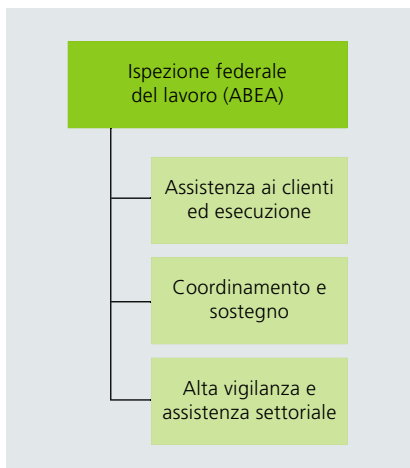 Ispezione federale
del lavoro (ABEA)
Assistenza ai clienti
ed esecuzione
Coordinamento e
sostegno
Alta vigilanza e
assistenza settoriale